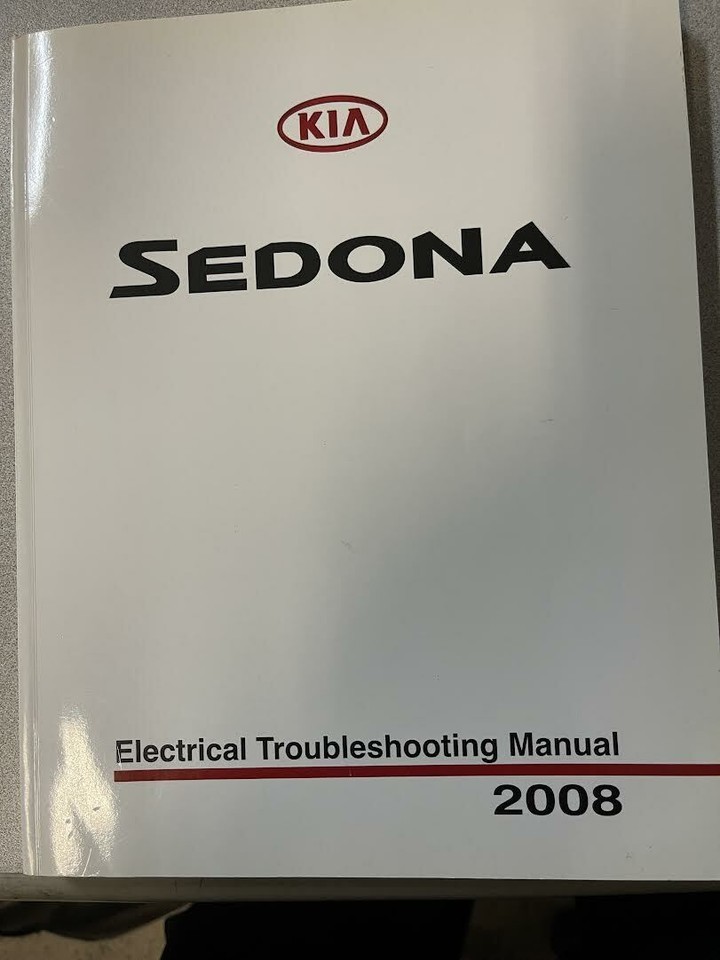 KIA
SEDONA
Electrical Troubleshooting Manual
2008